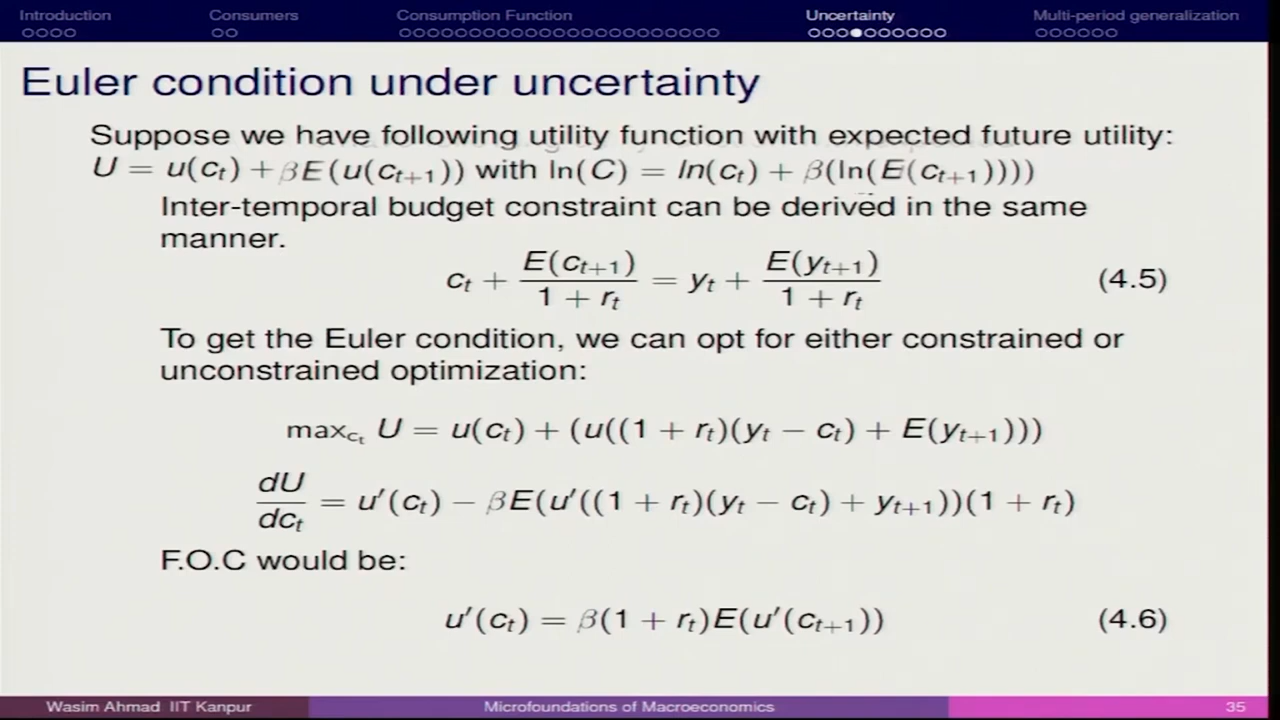 Introduction Consumers Consumption Function Uncertainty Multi-period generalization
Euler condition under uncertainty
Suppose we have following utility function with expected future utility:
U = u(c_t) + βE(u(c_{t+1})) with ln(C) = ln(c_t) + β(ln(E(c_{t+1}))))
Inter-temporal budget constraint can be derived in the same
manner.
c_t + E(c_{t+1}) / (1 + r_t) = y_t + E(y_{t+1}) / (1 + r_t) (4.5)
To get the Euler condition, we can opt for either constrained or
unconstrained optimization:
max_{c_t} U = u(c_t) + (u((1 + r_t)(y_t − c_t) + E(y_{t+1})))
dU/dc_t = u′(c_t) − βE(u′((1 + r_t)(y_t − c_t) + y_{t+1}))(1 + r_t)
F.O.C would be:
u′(c_t) = β(1 + r_t)E(u′(c_{t+1})) (4.6)
Wasim Ahmad IIT Kanpur Microfoundations of Macroeconomics 35